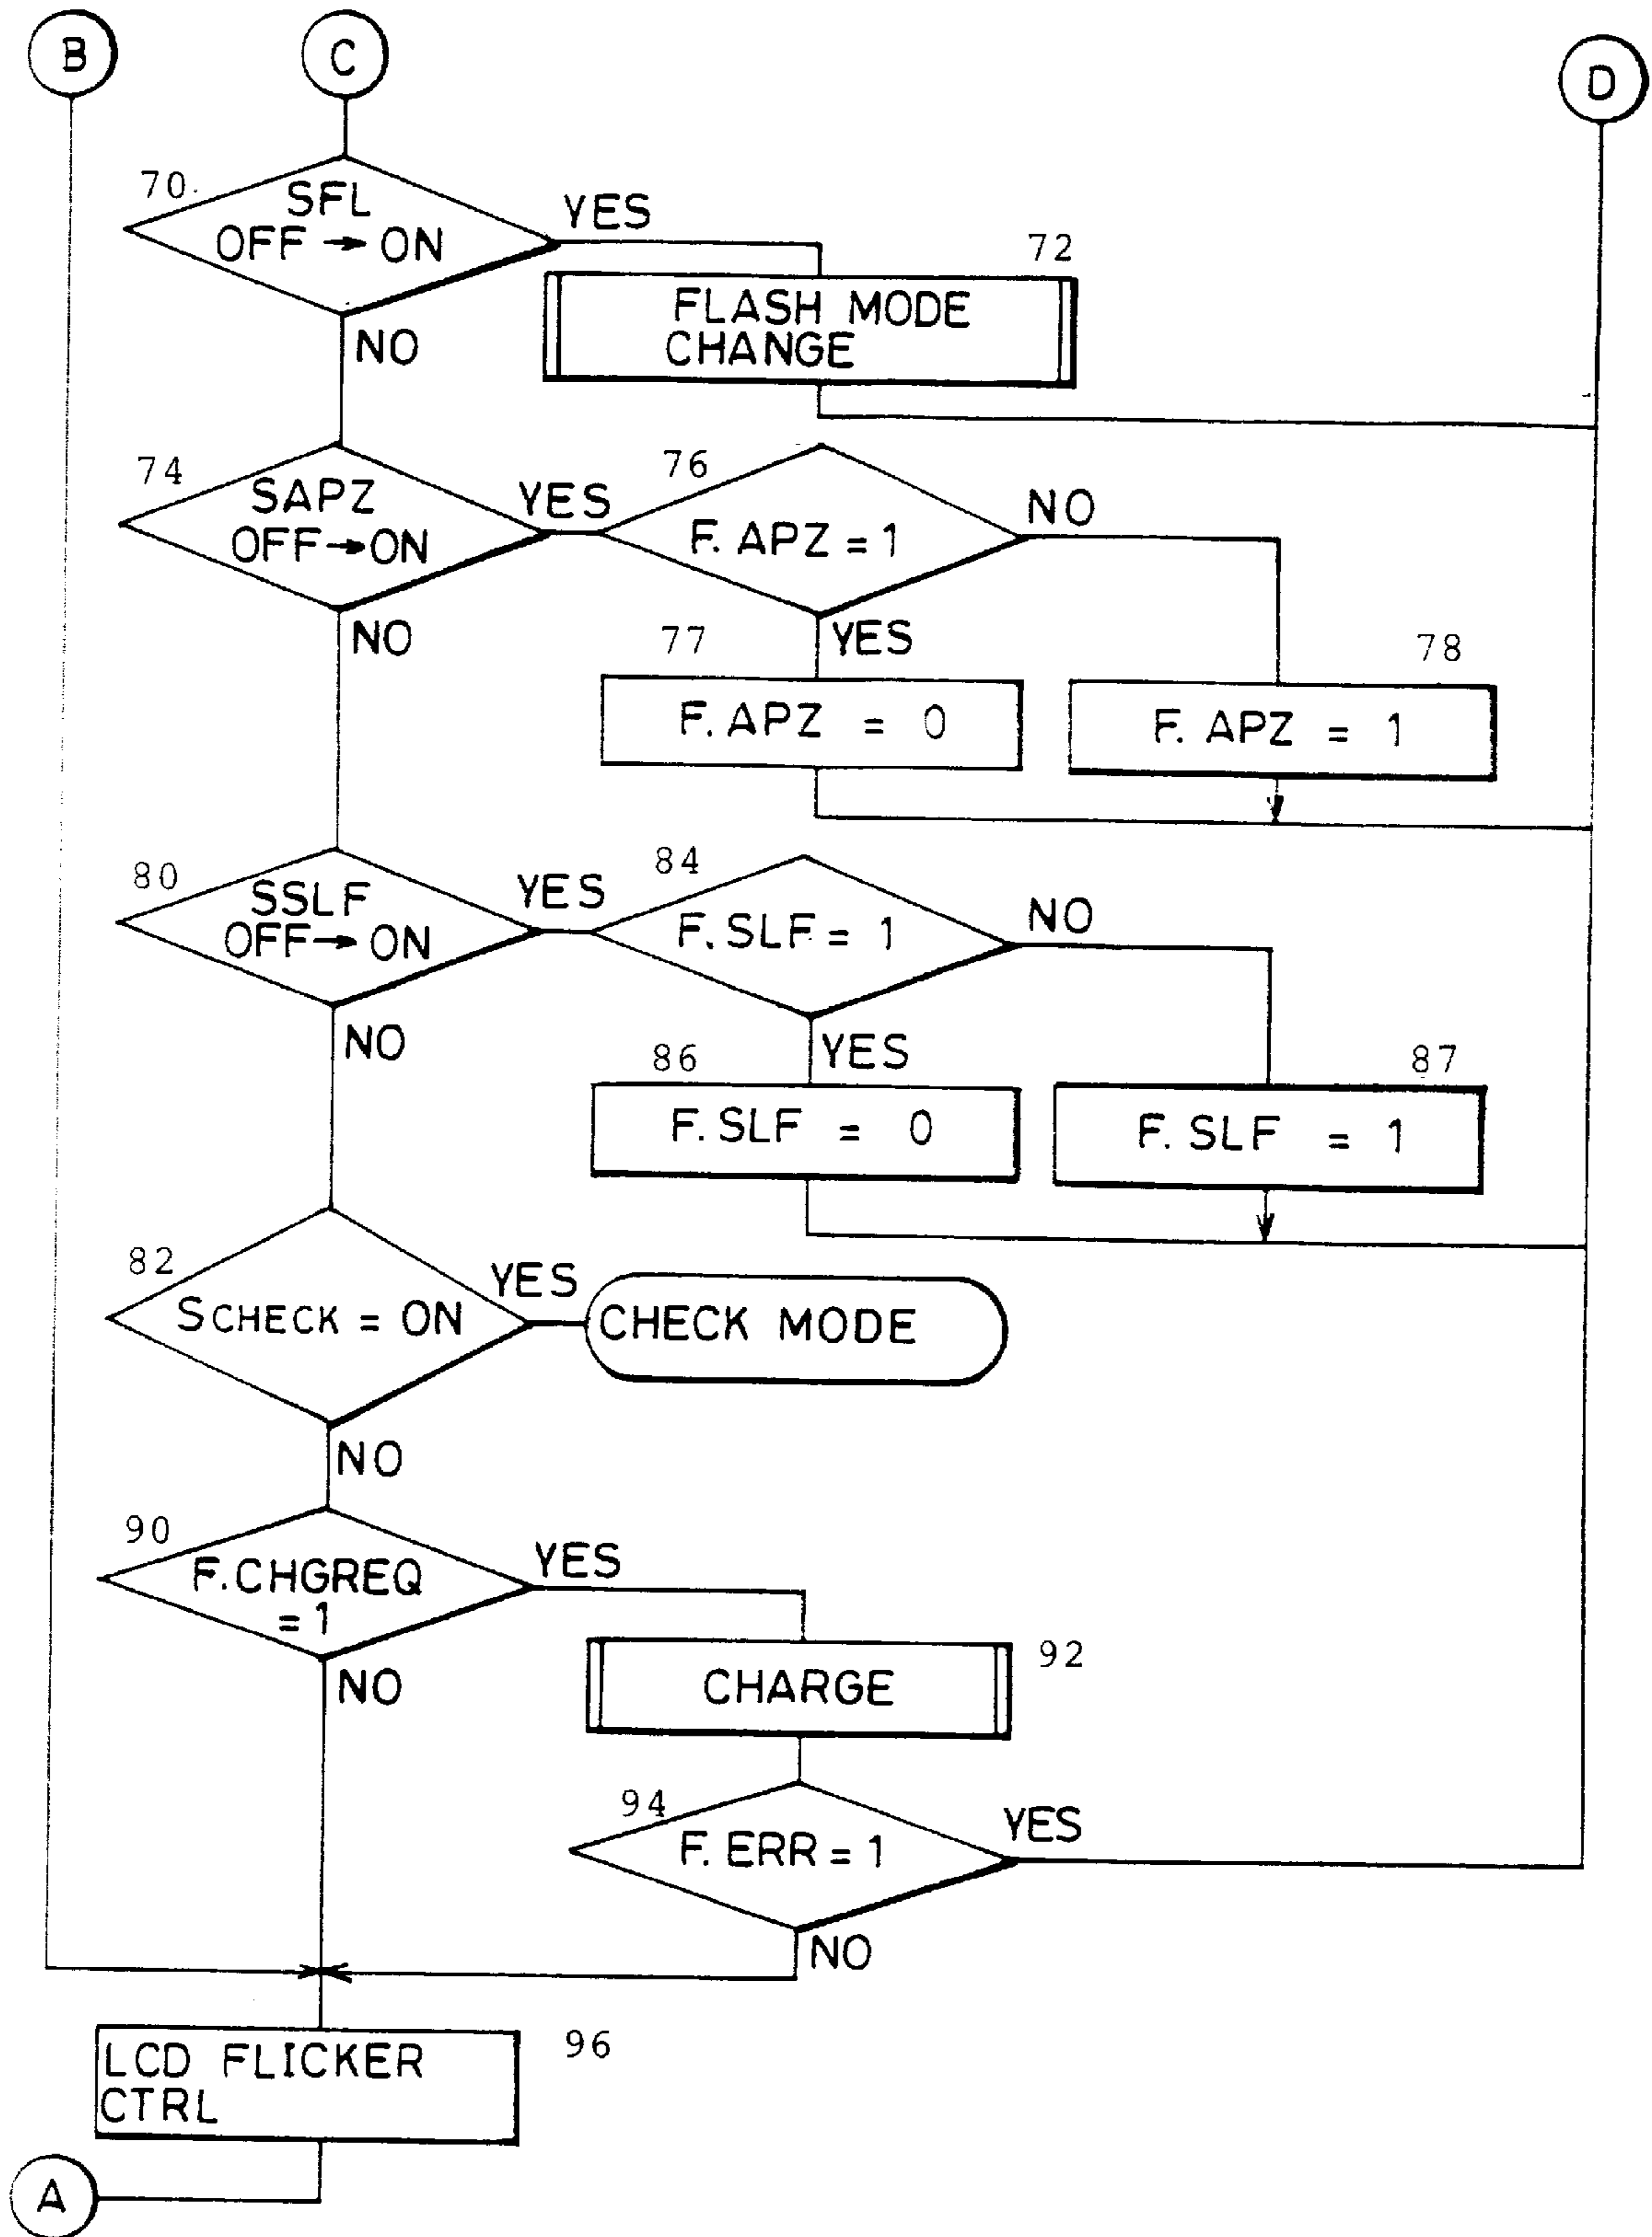 B
C
D
70
SFL
OFF → ON
YES
NO
72
FLASH MODE
CHANGE
74
SAPZ
OFF→ON
YES
NO
76
F.APZ = 1
NO
YES
77
F.APZ = 0
78
F.APZ = 1
80
SSLF
OFF→ON
YES
NO
84
F.SLF = 1
NO
YES
86
F.SLF = 0
87
F.SLF = 1
82
SCHECK = ON
YES
CHECK MODE
NO
90
F.CHGREQ
= 1
YES
NO
CHARGE
92
94
F.ERR = 1
YES
NO
LCD FLICKER
CTRL
96
A